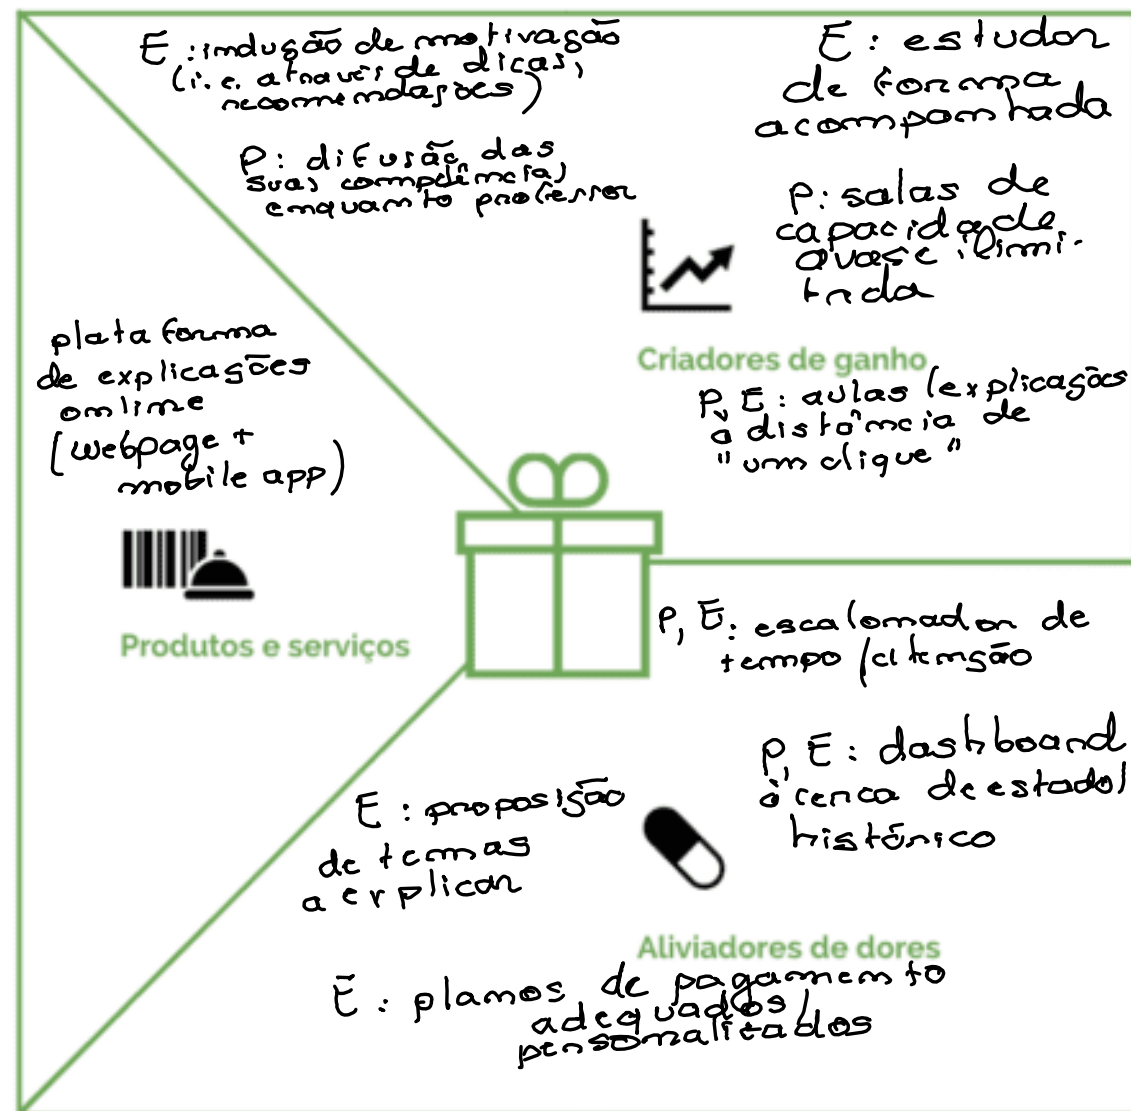 E : indução de motivação
(i.e. através de dicas,
recomendações)
P: difusão das
suas competências
enquanto professor
E : estudar
de forma
acompanhada
P: salas de
capacidade
quase ilimi-
tada
Criadores de ganho
P, E : aulas/explicações
à distância de
"um clique"
plataforma
de explicações
online
(webpage +
mobile app)
Produtos e serviços
P, E : escalonador de
tempo/atenção
P, E : dashboard
àcerca de estado/
histórico
E : proposição
de temas
a explicar
Aliviadores de dores
E : planos de pagamento
adequados/
personalizados